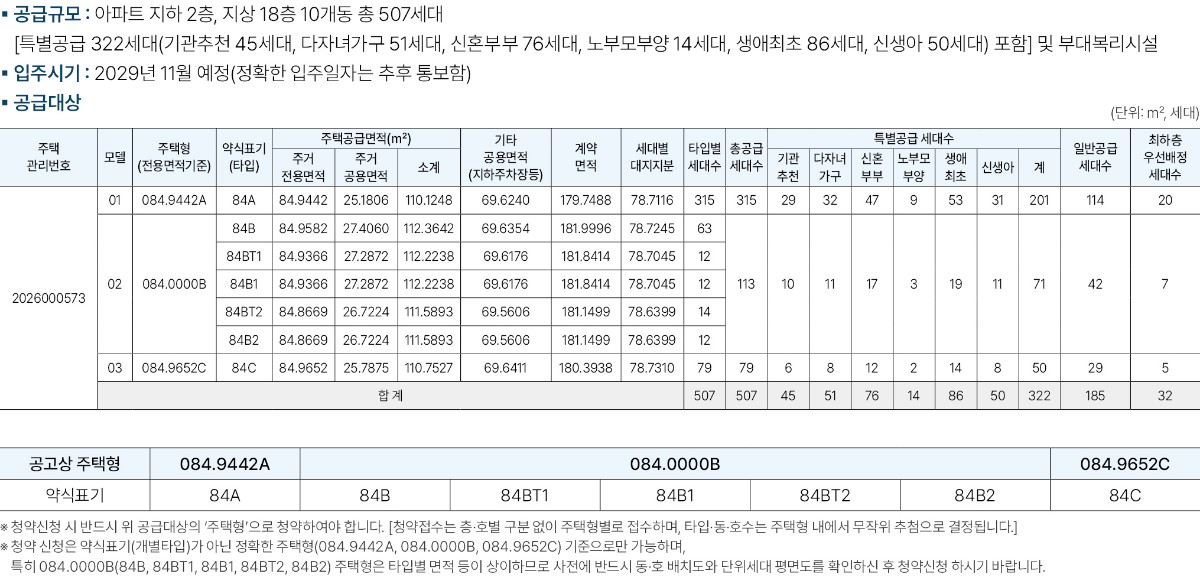 ▪ 공급규모 : 아파트 지하 2층, 지상 18층 10개동 총 507세대
[특별공급 322세대(기관추천 45세대, 다자녀가구 51세대, 신혼부부 76세대, 노부모부양 14세대, 생애최초 86세대, 신생아 50세대) 포함] 및 부대복리시설
▪ 입주시기 : 2029년 11월 예정(정확한 입주일자는 추후 통보함)
▪ 공급대상
(단위: m², 세대)
주택 관리번호 모델 주택형 (전용면적기준) 약식표기 (타입) 주택공급면적(m²) 주거 전용면적 주거 공용면적 소계 기타 공용면적 (지하주차장등) 계약 면적 세대별 대지지분 타입별 세대수 총공급 세대수 특별공급 세대수 기관 추천 다자녀 가구 신혼 부부 노부모 부양 생애 최초 신생아 계 일반공급 세대수 최하층 우선배정 세대수
2026000573
01 084.9442A 84A 84.9442 25.1806 110.1248 69.6240 179.7488 78.7116 315 315 29 32 47 9 53 31 201 114 20
84B 84.9582 27.4060 112.3642 69.6354 181.9996 78.7245 63
84BT1 84.9366 27.2872 112.2238 69.6176 181.8414 78.7045 12
02 084.0000B 84B1 84.9366 27.2872 112.2238 69.6176 181.8414 78.7045 12 113 10 11 17 3 19 11 71 42 7
84BT2 84.8669 26.7224 111.5893 69.5606 181.1499 78.6399 14
84B2 84.8669 26.7224 111.5893 69.5606 181.1499 78.6399 12
03 084.9652C 84C 84.9652 25.7875 110.7527 69.6411 180.3938 78.7310 79 79 6 8 12 2 14 8 50 29 5
합 계 507 507 45 51 76 14 86 50 322 185 32
공고상 주택형 084.9442A 084.0000B 084.9652C
약식표기 84A 84B 84BT1 84B1 84BT2 84B2 84C
※ 청약신청 시 반드시 위 공급대상의 '주택형'으로 청약하여야 합니다. [청약접수는 층·호별 구분 없이 주택형별로 접수하며, 타입·동·호수는 주택형 내에서 무작위 추첨으로 결정됩니다.]
※ 청약 신청은 약식표기(개별타입)가 아닌 정확한 주택형(084.9442A, 084.0000B, 084.9652C) 기준으로만 가능하며,
특히 084.0000B(84B, 84BT1, 84B1, 84BT2, 84B2) 주택형은 타입별 면적 등이 상이하므로 사전에 반드시 동·호 배치도와 단위세대 평면도를 확인하신 후 청약신청 하시기 바랍니다.